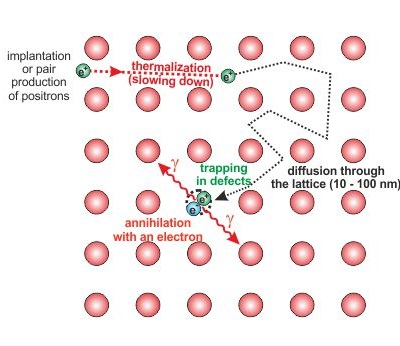 implantation
or pair
production
of positrons
thermalization
(slowing down)
e⁺
e⁺
trapping
in defects
diffusion through
the lattice (10 - 100 nm)
γ
e⁺
e⁻
γ
annihilation
with an electron